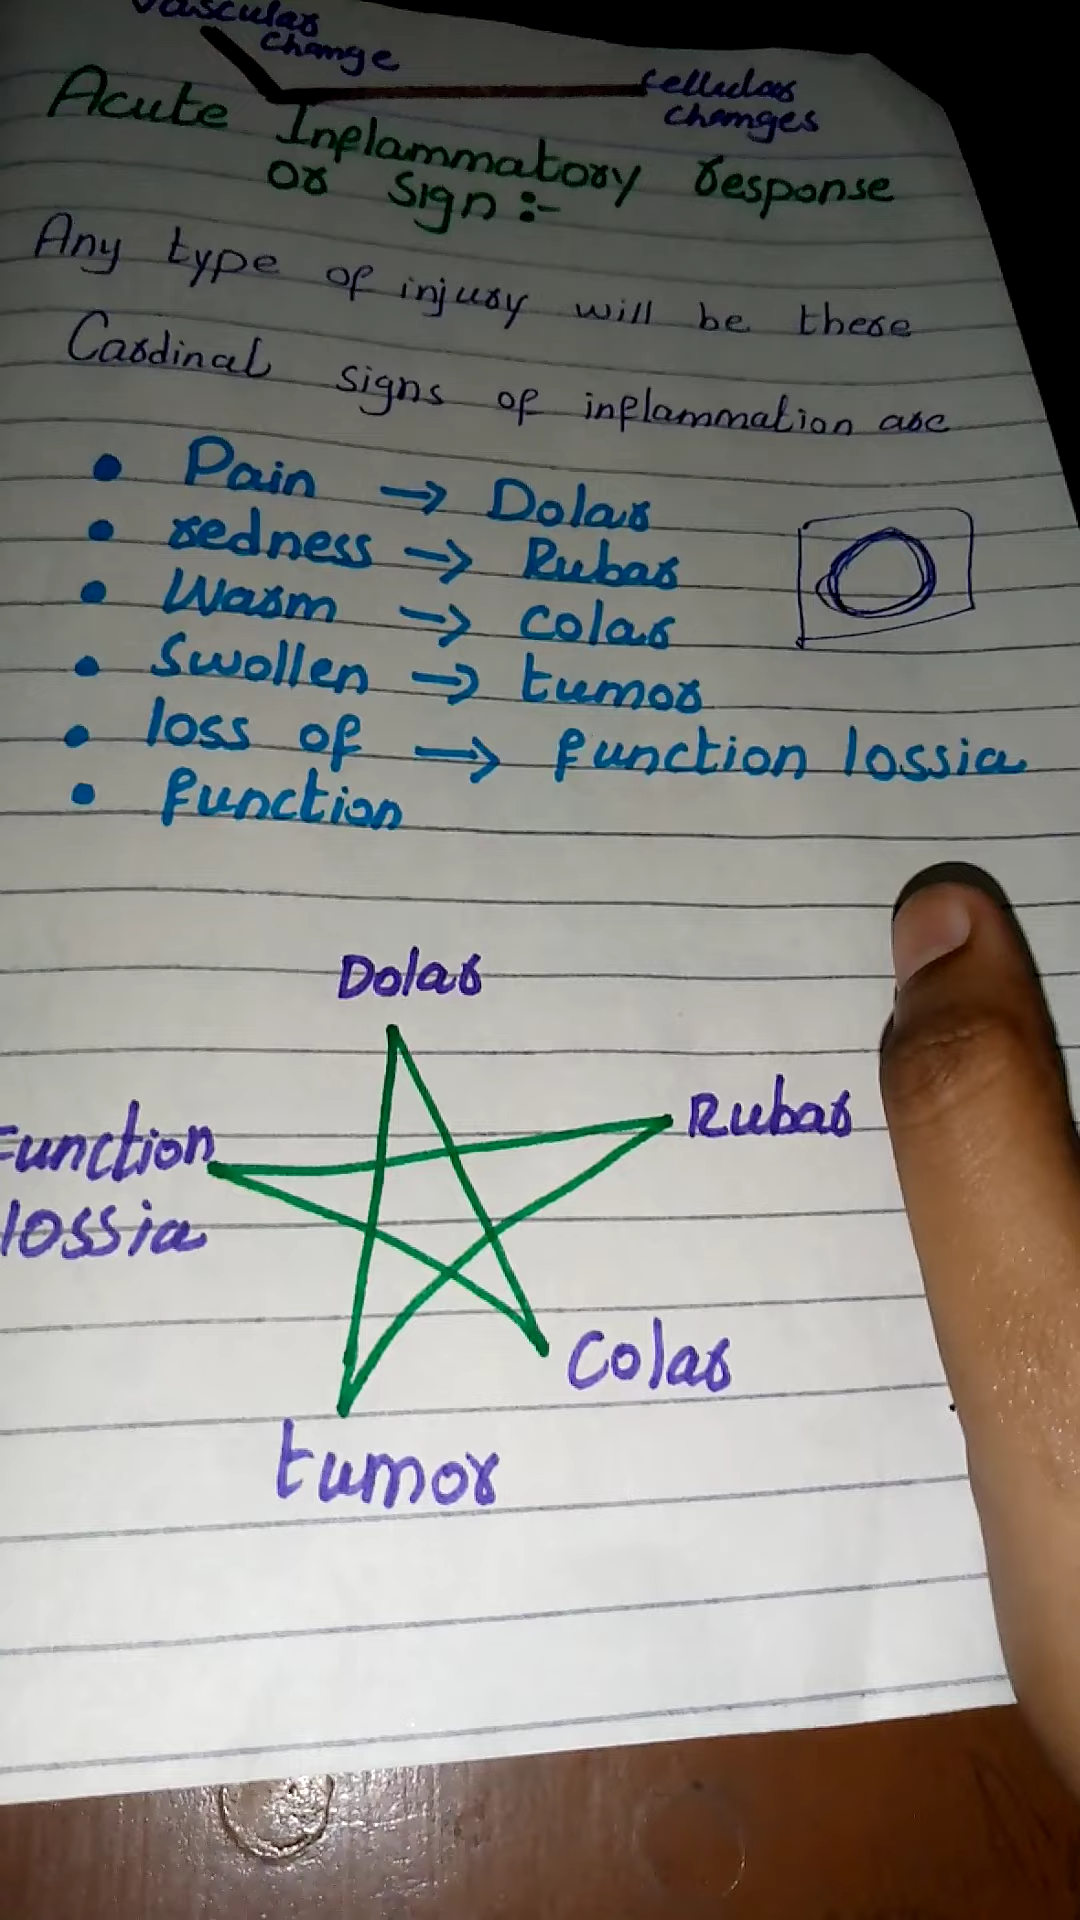 Vascular
change
cellular
changes
Acute Inflammatory response
or Sign :-
Any type of injury will be there
Cardinal signs of inflammation are
• Pain → Dolar
• redness → Rubar
• Warm → Colar
• Swollen → tumor
• loss of → function lossia
• function
Dolar
Rubar
Function
lossia
Colar
tumor